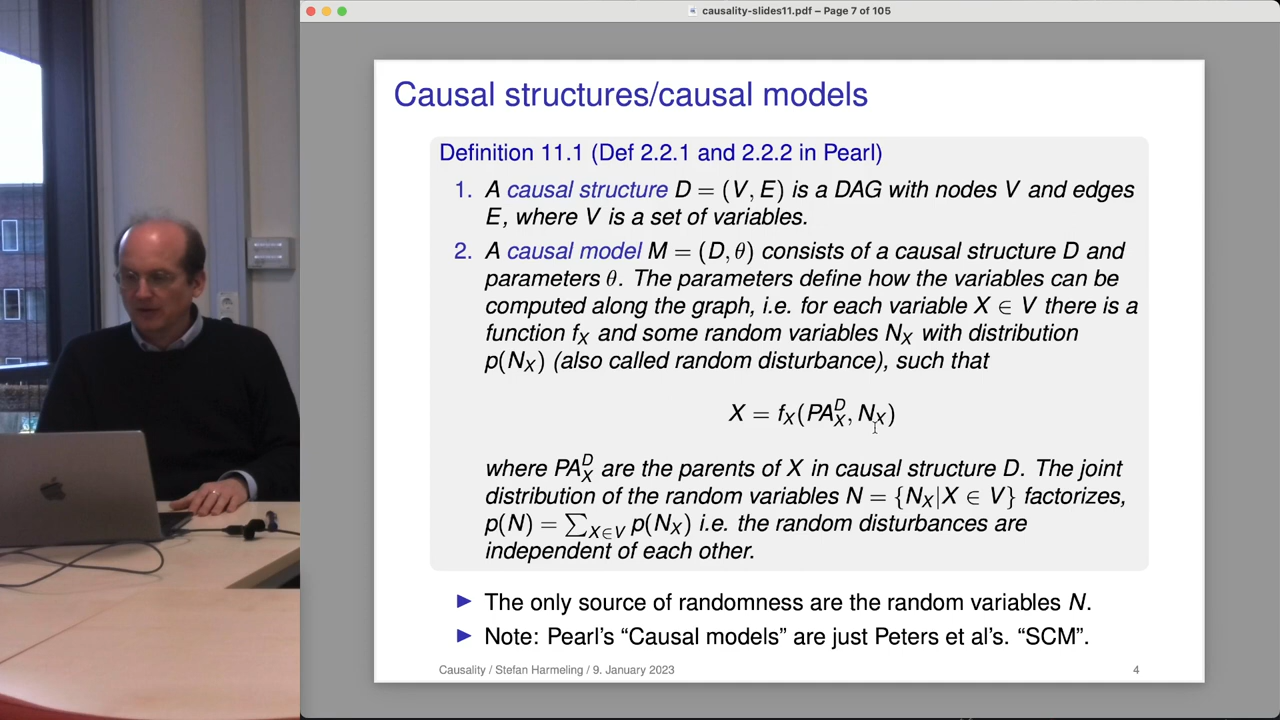 causality-slides11.pdf – Page 7 of 105
Causal structures/causal models
Definition 11.1 (Def 2.2.1 and 2.2.2 in Pearl)
1. A causal structure D = (V, E) is a DAG with nodes V and edges
E, where V is a set of variables.
2. A causal model M = (D, θ) consists of a causal structure D and
parameters θ. The parameters define how the variables can be
computed along the graph, i.e. for each variable X ∈ V there is a
function f_X and some random variables N_X with distribution
p(N_X) (also called random disturbance), such that
X = f_X(PA_X^D, N_X)
where PA_X^D are the parents of X in causal structure D. The joint
distribution of the random variables N = {N_X|X ∈ V} factorizes,
p(N) = ∑_{X∈V} p(N_X) i.e. the random disturbances are
independent of each other.
▶ The only source of randomness are the random variables N.
▶ Note: Pearl's “Causal models” are just Peters et al's. “SCM”.
Causality / Stefan Harmeling / 9. January 2023 4